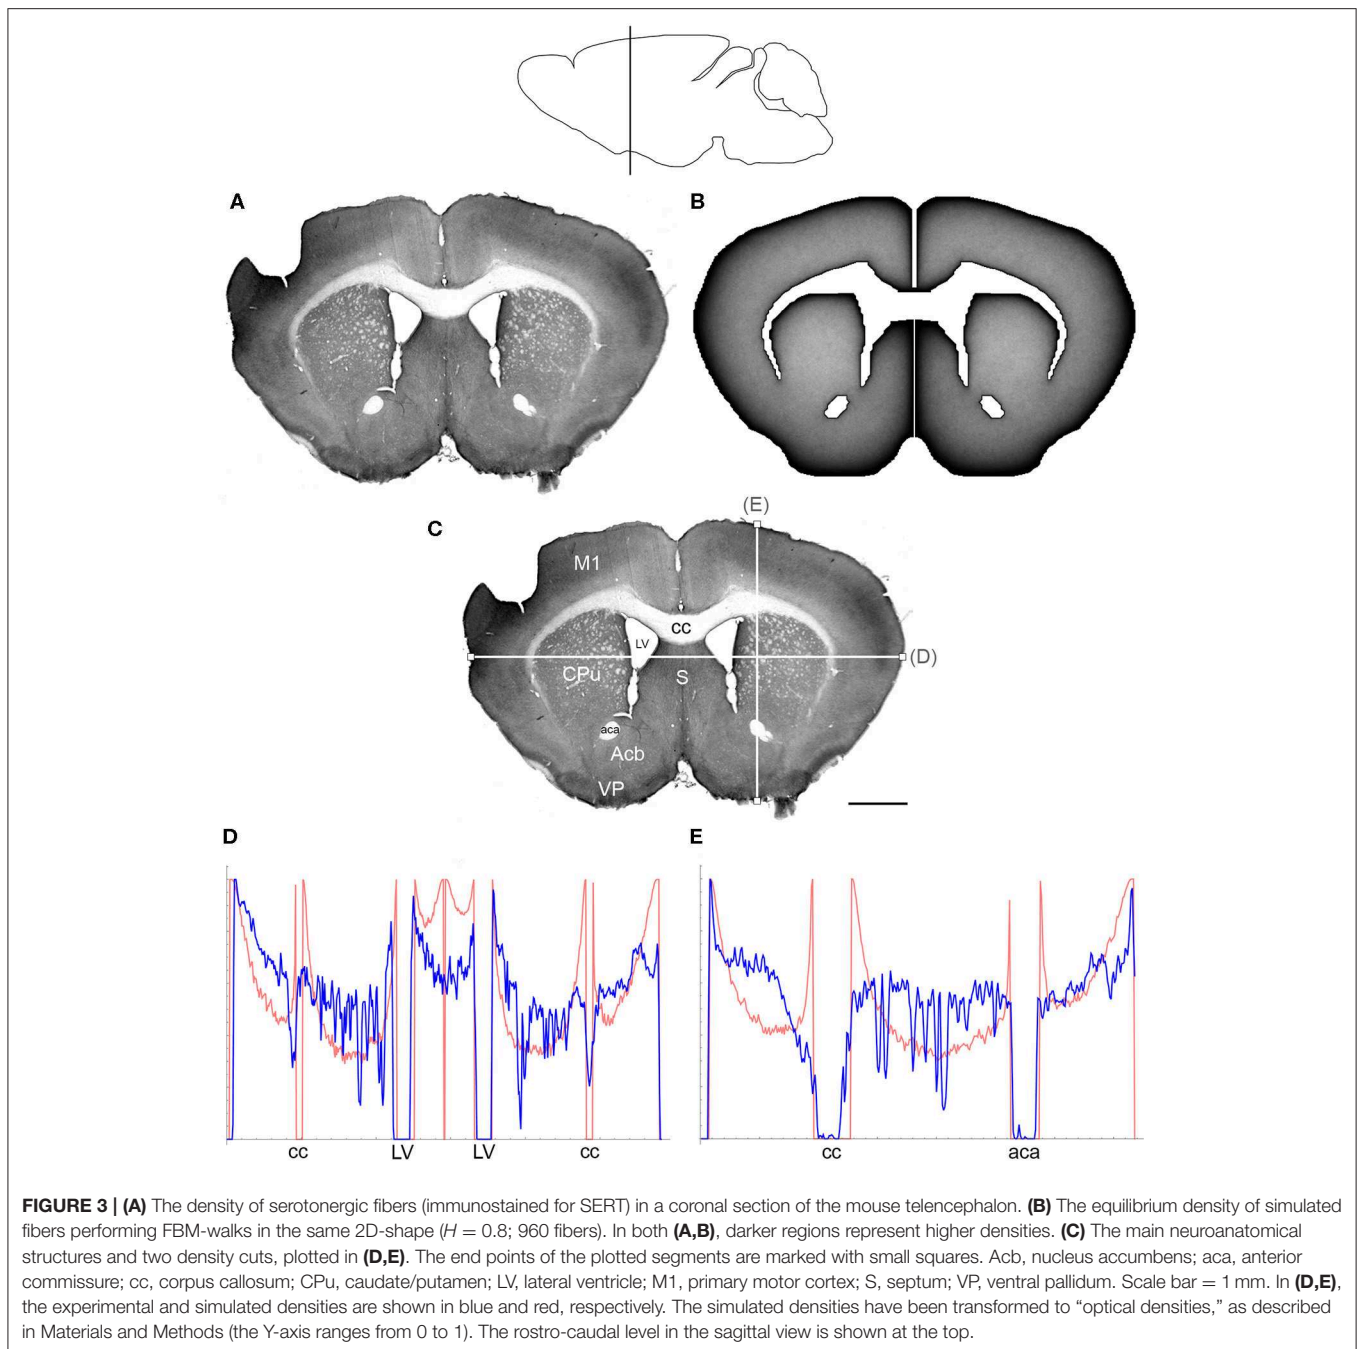 A
B
C
(E)
M1
cc
LV
(D)
CPu
S
aca
Acb
VP
D
E
cc LV LV cc
cc aca
FIGURE 3 | (A) The density of serotonergic fibers (immunostained for SERT) in a coronal section of the mouse telencephalon. (B) The equilibrium density of simulated
fibers performing FBM-walks in the same 2D-shape (H = 0.8; 960 fibers). In both (A,B), darker regions represent higher densities. (C) The main neuroanatomical
structures and two density cuts, plotted in (D,E). The end points of the plotted segments are marked with small squares. Acb, nucleus accumbens; aca, anterior
commissure; cc, corpus callosum; CPu, caudate/putamen; LV, lateral ventricle; M1, primary motor cortex; S, septum; VP, ventral pallidum. Scale bar = 1 mm. In (D,E),
the experimental and simulated densities are shown in blue and red, respectively. The simulated densities have been transformed to “optical densities,” as described
in Materials and Methods (the Y-axis ranges from 0 to 1). The rostro-caudal level in the sagittal view is shown at the top.